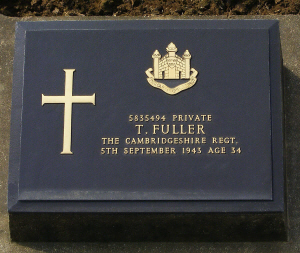 5835494 PRIVATE
T. FULLER
THE CAMBRIDGESHIRE REGT.
5TH SEPTEMBER 1943 AGE 34